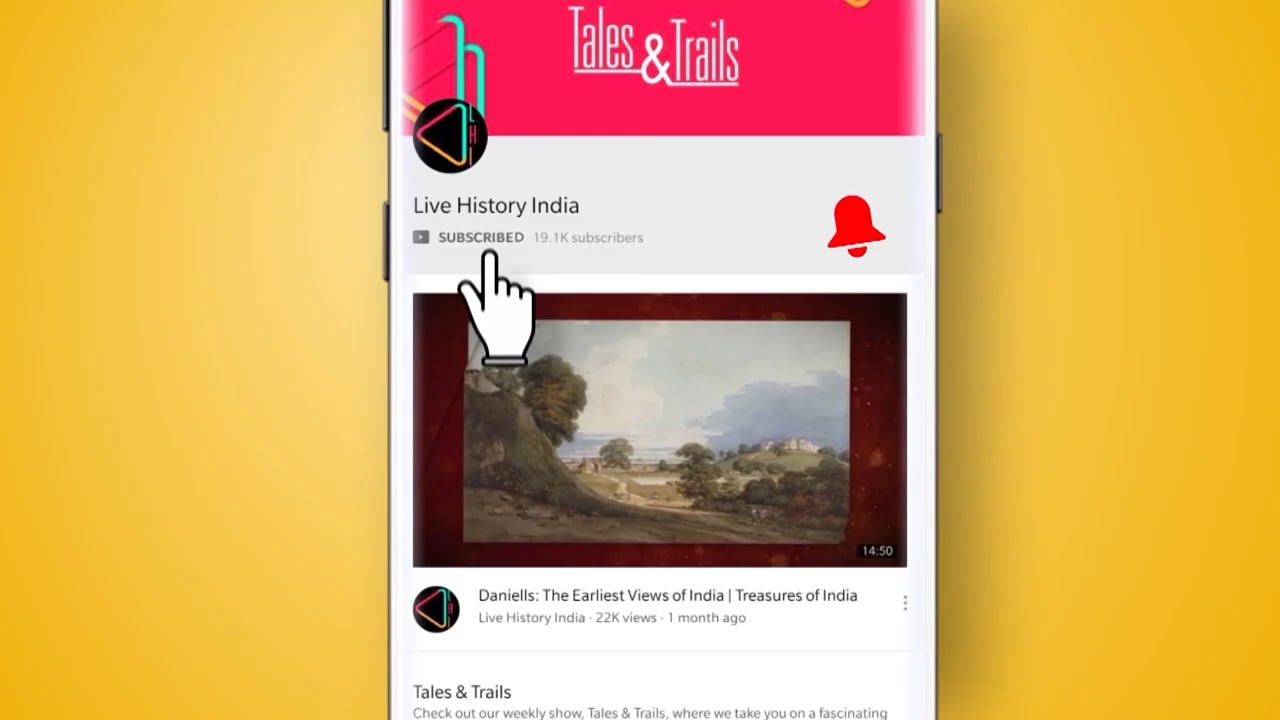 Tales & Trails
Live History India
SUBSCRIBED 19.1K subscribers
14:50
Daniells: The Earliest Views of India | Treasures of India
Live History India · 22K views · 1 month ago
Tales & Trails
Check out our weekly show, Tales & Trails, where we take you on a fascinating